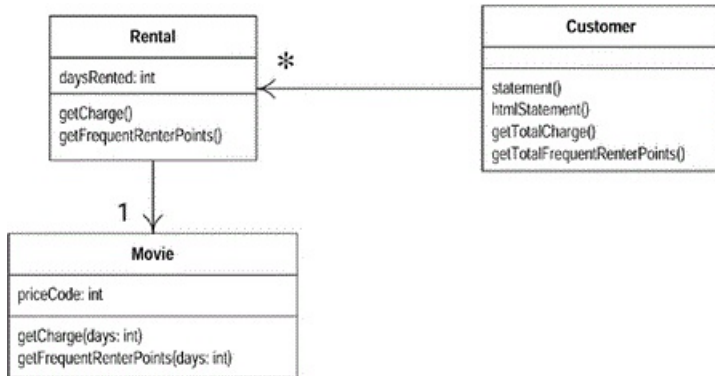 Rental
daysRented: int
getCharge()
getFrequentRenterPoints()
*
Customer
statement()
htmlStatement()
getTotalCharge()
getTotalFrequentRenterPoints()
1
Movie
priceCode: int
getCharge(days: int)
getFrequentRenterPoints(days: int)